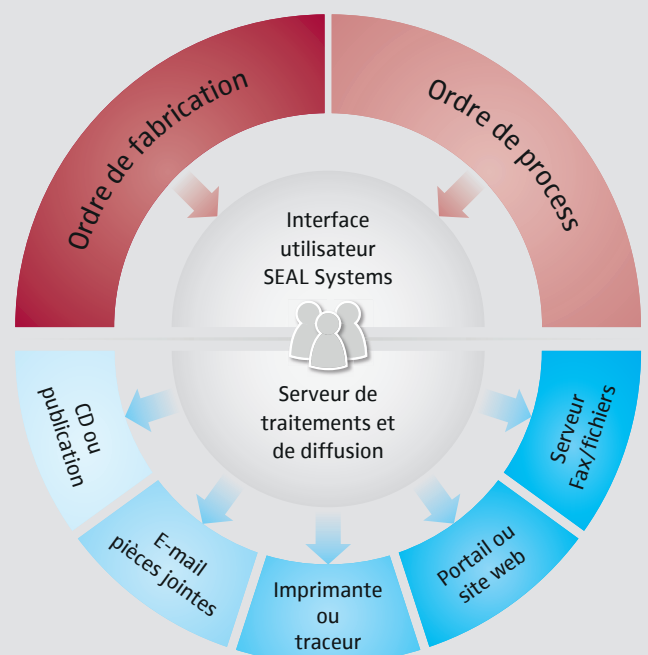 Ordre de fabrication
Ordre de process
Interface
utilisateur
SEAL Systems
Serveur de
traitements et
de diffusion
CD ou
publication
E-mail
pièces jointes
Imprimante
ou
traceur
Portail ou
site web
Serveur
Fax/fichiers